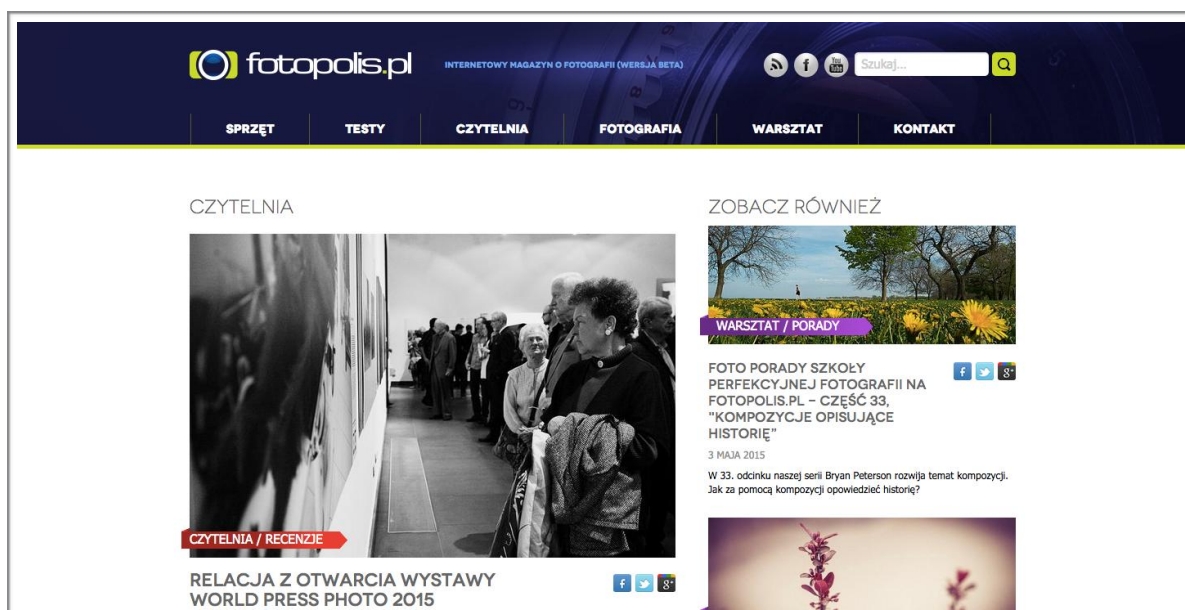 fotopolis.pl
INTERNETOWY MAGAZYN O FOTOGRAFII (WERSJA BETA)
You
Tube
Szukaj...
SPRZĘT
TESTY
CZYTELNIA
FOTOGRAFIA
WARSZTAT
KONTAKT
CZYTELNIA
CZYTELNIA / RECENZJE
RELACJA Z OTWARCIA WYSTAWY
WORLD PRESS PHOTO 2015
ZOBACZ RÓWNIEŻ
WARSZTAT / PORADY
FOTO PORADY SZKOŁY
PERFEKCYJNEJ FOTOGRAFII NA
FOTOPOLIS.PL – CZĘŚĆ 33,
"KOMPOZYCJE OPISUJĄCE
HISTORIĘ"
3 MAJA 2015
W 33. odcinku naszej serii Bryan Peterson rozwija temat kompozycji.
Jak za pomocą kompozycji opowiedzieć historię?